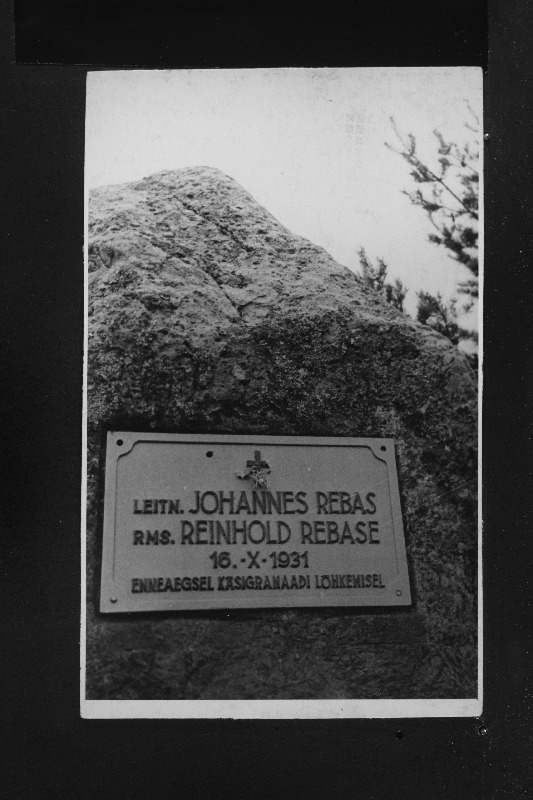 LEITN. JOHANNES REBAS
RMS. REINHOLD REBASE
16.-X-1931
ENNEAEGSEL KÄSIGRANAADI LÕHKEMISEL